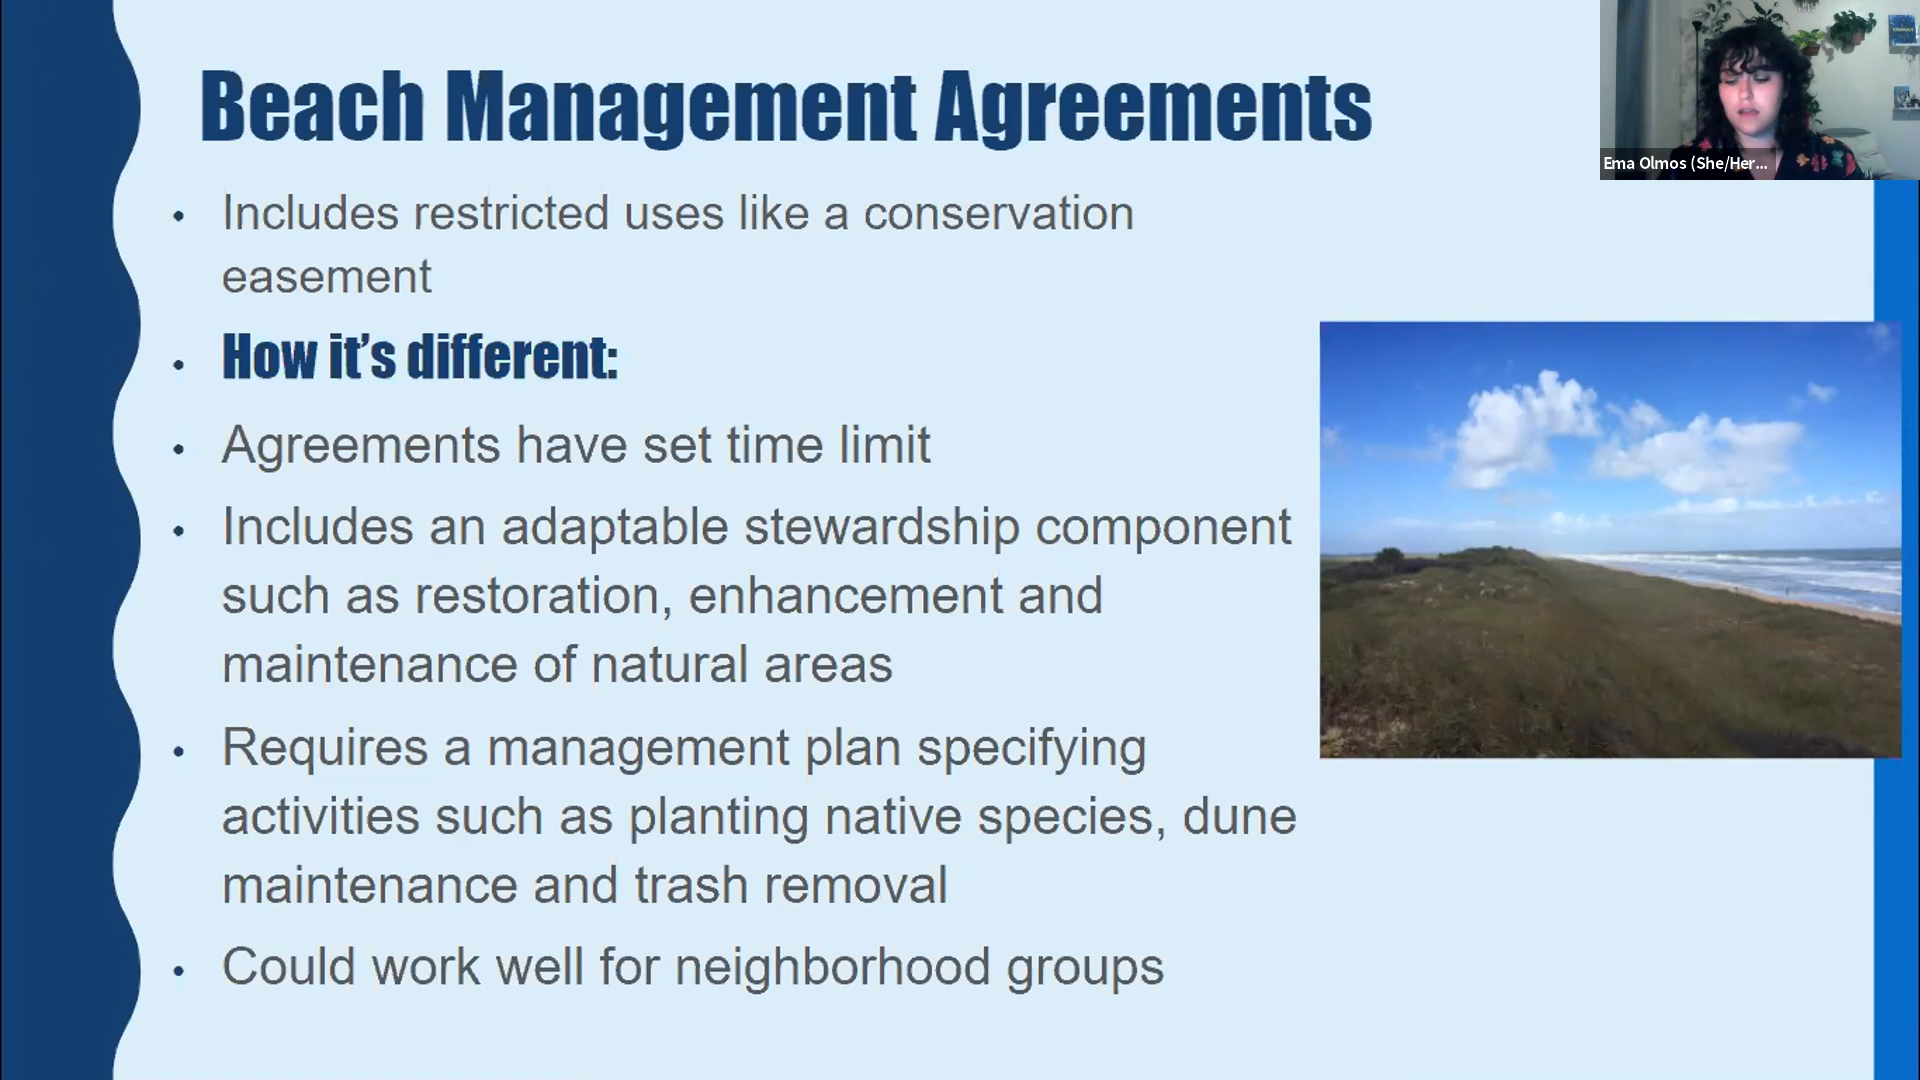 Beach Management Agreements
Ema Olmos (She/Her...
• Includes restricted uses like a conservation
easement
• How it's different:
• Agreements have set time limit
• Includes an adaptable stewardship component
such as restoration, enhancement and
maintenance of natural areas
• Requires a management plan specifying
activities such as planting native species, dune
maintenance and trash removal
• Could work well for neighborhood groups